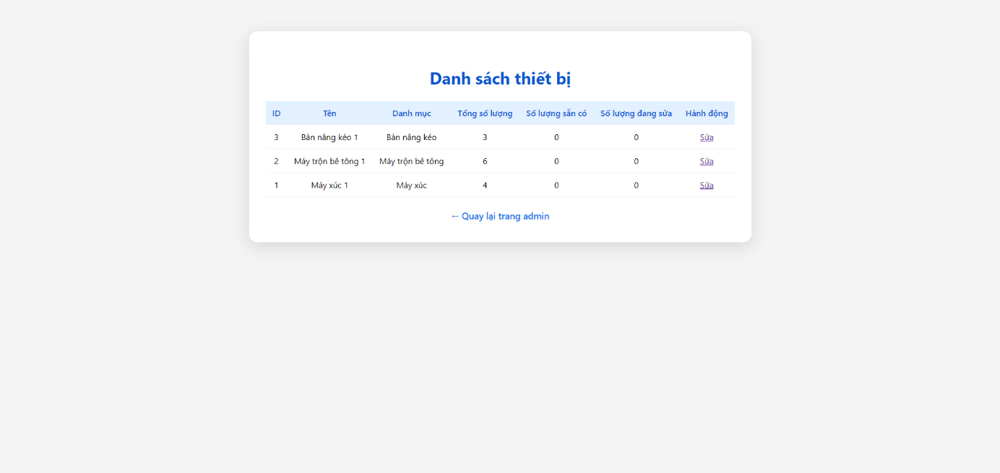 Danh sách thiết bị
ID Tên Danh mục Tổng số lượng Số lượng sẵn có Số lượng đang sửa Hành động
3 Bàn nâng kéo 1 Bàn nâng kéo 3 0 0 Sửa
2 Máy trộn bê tông 1 Máy trộn bê tông 6 0 0 Sửa
1 Máy xúc 1 Máy xúc 4 0 0 Sửa
← Quay lại trang admin